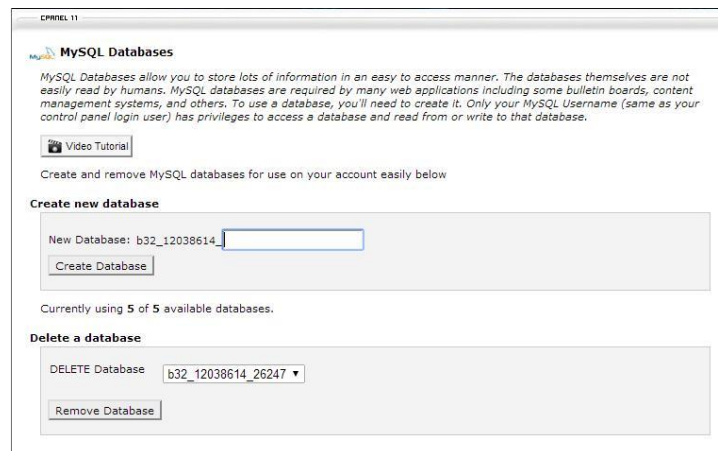 CPANEL 11
MySQL MySQL Databases
MySQL Databases allow you to store lots of information in an easy to access manner. The databases themselves are not
easily read by humans. MySQL databases are required by many web applications including some bulletin boards, content
management systems, and others. To use a database, you'll need to create it. Only your MySQL Username (same as your
control panel login user) has privileges to access a database and read from or write to that database.
Video Tutorial
Create and remove MySQL databases for use on your account easily below
Create new database
New Database: b32_12038614_
Create Database
Currently using 5 of 5 available databases.
Delete a database
DELETE Database b32_12038614_26247
Remove Database